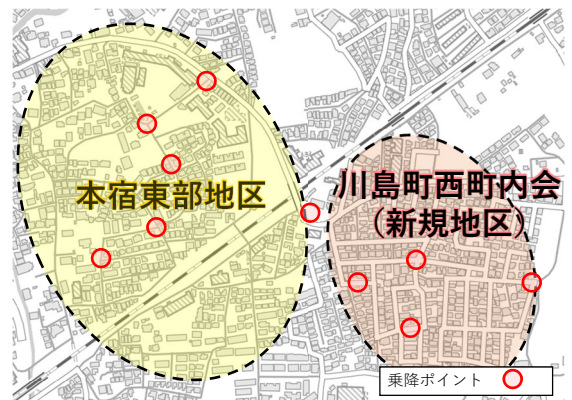 本宿東部地区
川島町西町内会
（新規地区）
乗降ポイント